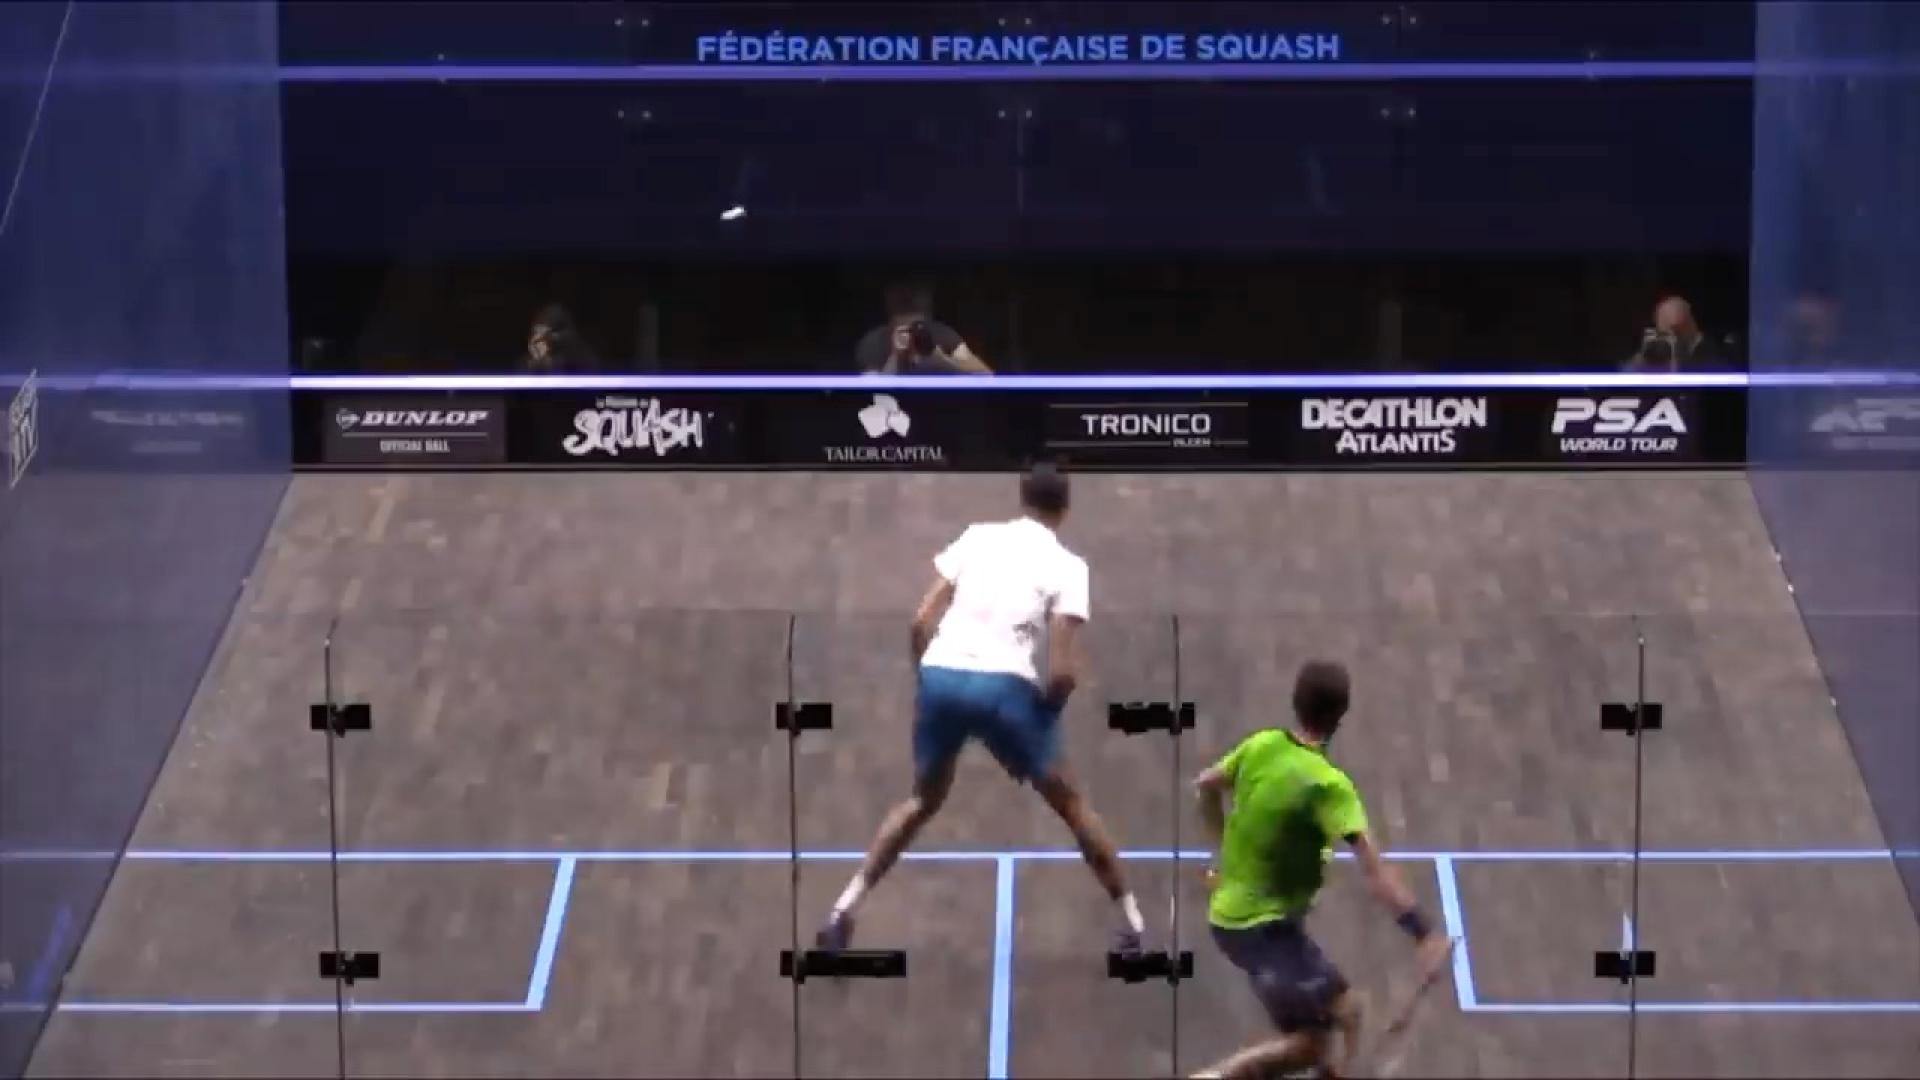 FÉDÉRATION FRANÇAISE DE SQUASH
DUNLOP
OFFICIAL BALL
SQUASH
TAILOR CAPITAL
TRONICO
DECATHLON
ATLANTIS
PSA
WORLD TOUR